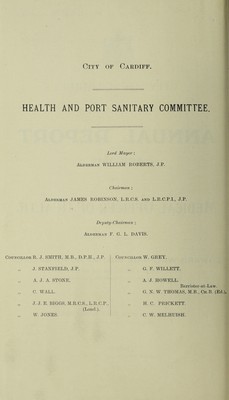 CITY OF CARDIFF.
HEALTH AND PORT SANITARY COMMITTEE.
Lord Mayor:
ALDERMAN WILLIAM ROBERTS, J.P.
Chairman:
ALDERMAN JAMES ROBINSON, L.R.C.S. AND L.R.C.P.I., J.P.
Deputy-Chairman:
ALDERMAN F. G. L. DAVIS.
COUNCILLOR R. J. SMITH, M.B., D.P.H., J.P.
„ J. STANFIELD, J.P.
„ A. J. A. STONE.
„ C. WALL.
„ J. J. E. BIGGS, M.R.C.S., L.R.C.P.,
(Lond.).
„ W. JONES.
COUNCILLOR W. GREY.
„ G. F. WILLETT.
„ A. J. HOWELL.
Barrister-at-Law.
„ G. N. W. THOMAS, M.B., Ch.B. (Ed.),
„ H. C. PRICKETT.
„ C. W. MELHUISH.